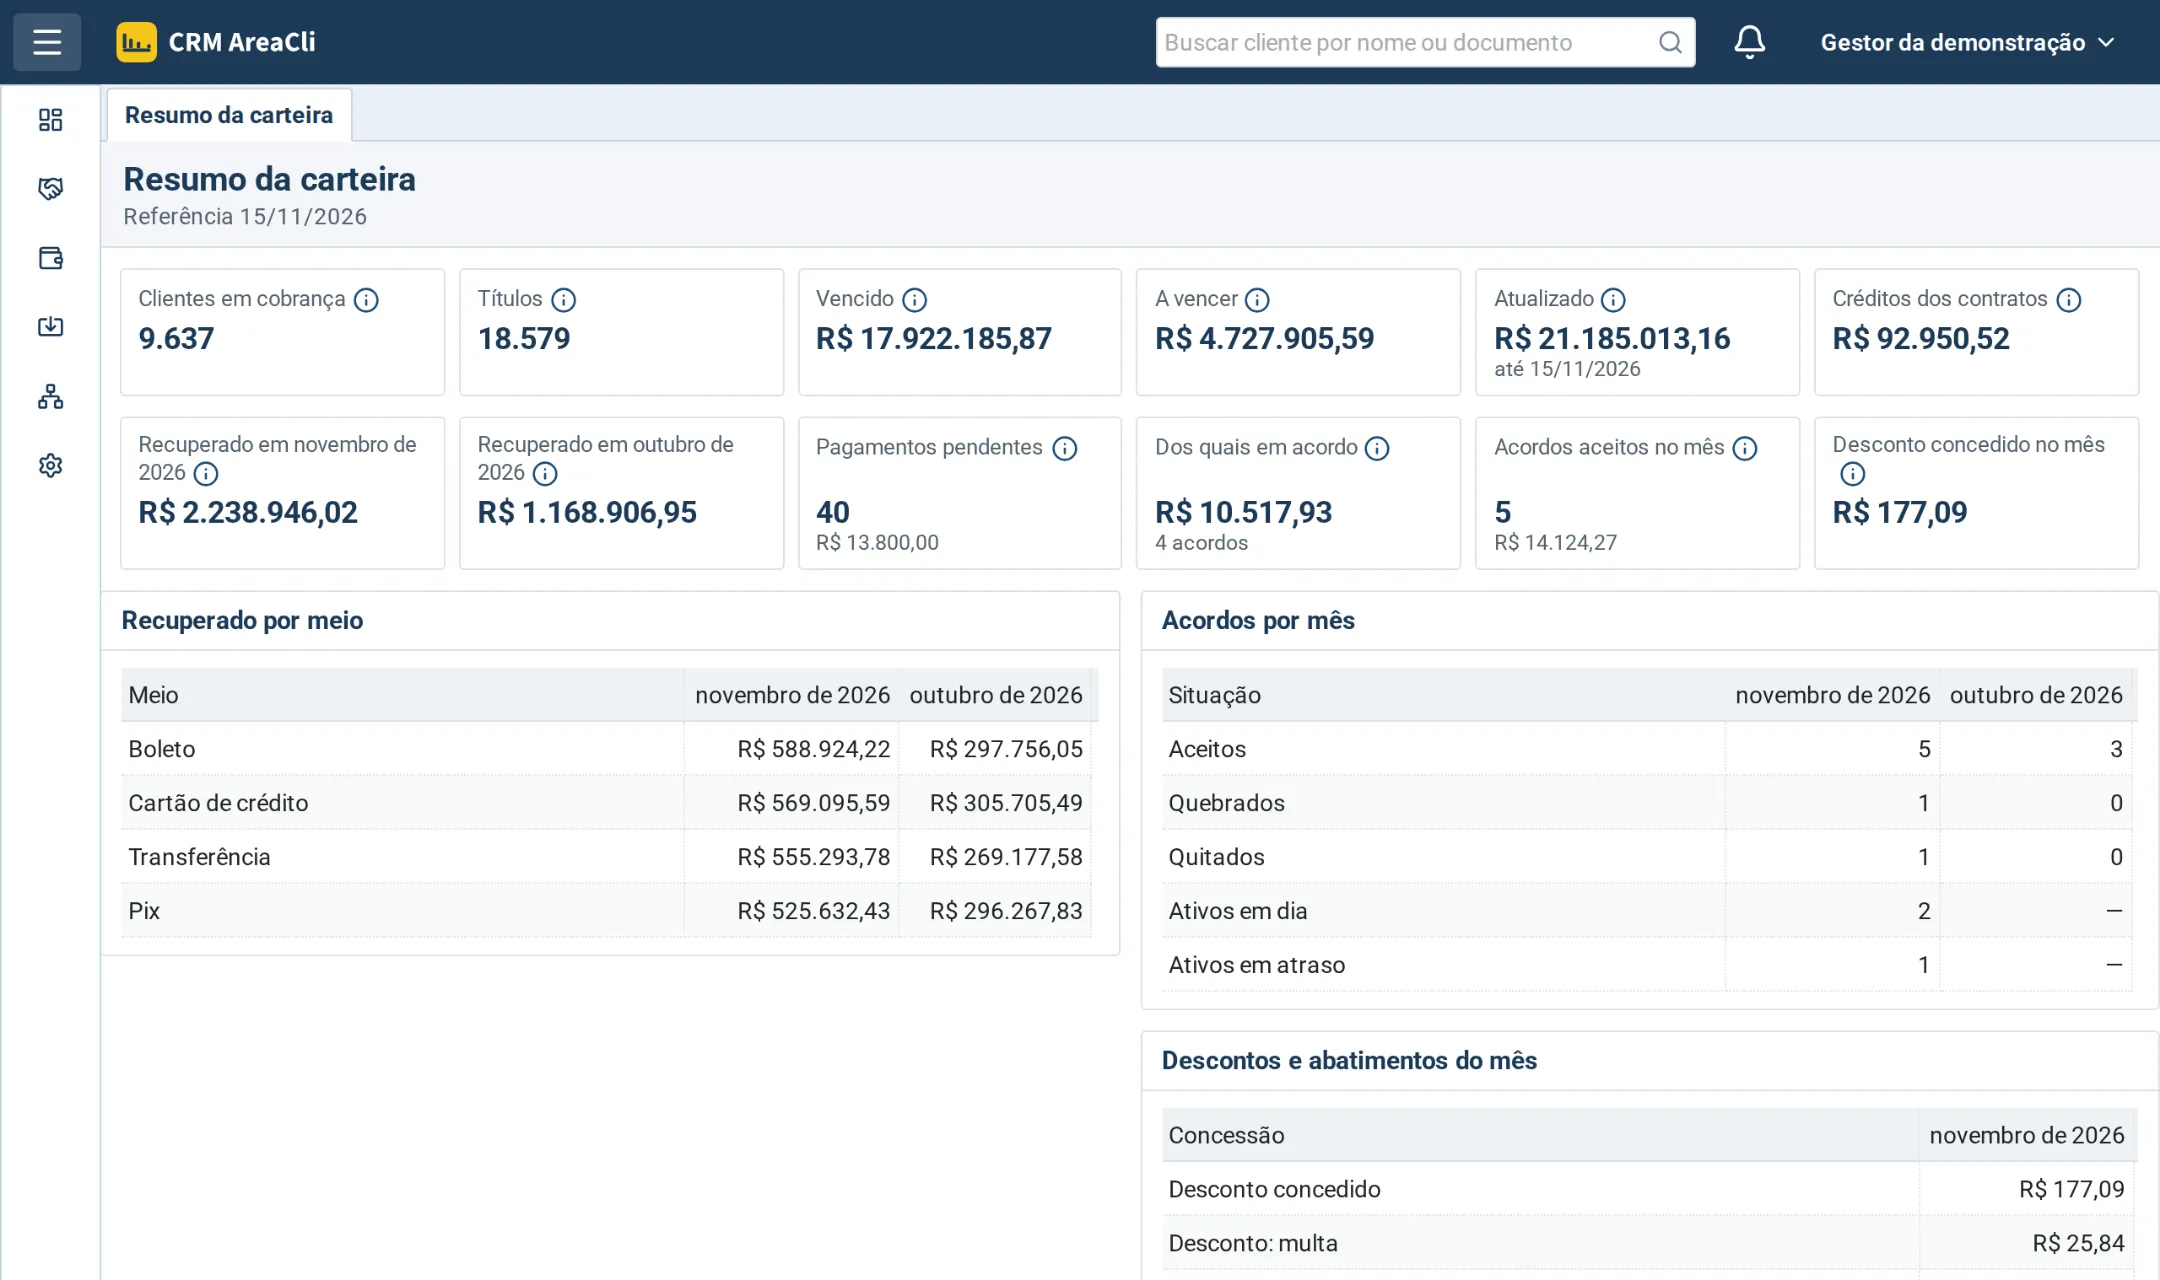 CRM AreaCli
Buscar cliente por nome ou documento
Gestor da demonstração
Resumo da carteira
Resumo da carteira
Referência 15/11/2026
Clientes em cobrança
9.637
Títulos
18.579
Vencido
R$ 17.922.185,87
A vencer
R$ 4.727.905,59
Atualizado
R$ 21.185.013,16
até 15/11/2026
Créditos dos contratos
R$ 92.950,52
Recuperado em novembro de
2026
R$ 2.238.946,02
Recuperado em outubro de
2026
R$ 1.168.906,95
Pagamentos pendentes
40
R$ 13.800,00
Dos quais em acordo
R$ 10.517,93
4 acordos
Acordos aceitos no mês
5
R$ 14.124,27
Desconto concedido no mês
R$ 177,09
Recuperado por meio
Meio novembro de 2026 outubro de 2026
Boleto R$ 588.924,22 R$ 297.756,05
Cartão de crédito R$ 569.095,59 R$ 305.705,49
Transferência R$ 555.293,78 R$ 269.177,58
Pix R$ 525.632,43 R$ 296.267,83
Acordos por mês
Situação novembro de 2026 outubro de 2026
Aceitos 5 3
Quebrados 1 0
Quitados 1 0
Ativos em dia 2 —
Ativos em atraso 1 —
Descontos e abatimentos do mês
Concessão novembro de 2026
Desconto concedido R$ 177,09
Desconto: multa R$ 25,84